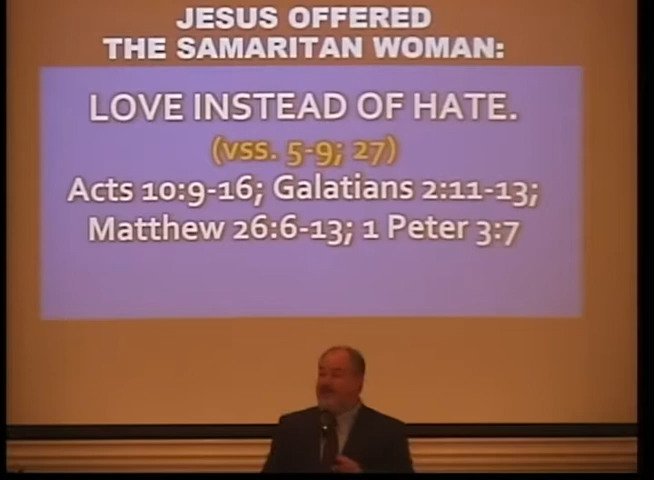 JESUS OFFERED
THE SAMARITAN WOMAN:
LOVE INSTEAD OF HATE.
(vss. 5-9; 27)
Acts 10:9-16; Galatians 2:11-13;
Matthew 26:6-13; 1 Peter 3:7